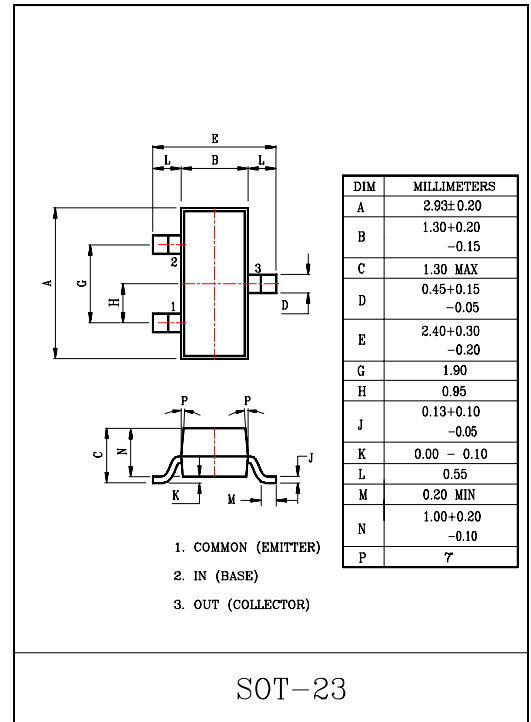 E
L B L
A
G
H
2
1
3
D
P P
C
N
K
M
J
DIM MILLIMETERS
A 2.93±0.20
B 1.30+0.20
-0.15
C 1.30 MAX
D 0.45+0.15
-0.05
E 2.40+0.30
-0.20
G 1.90
H 0.95
J 0.13+0.10
-0.05
K 0.00 - 0.10
L 0.55
M 0.20 MIN
N 1.00+0.20
-0.10
P
1. COMMON (EMITTER)
2. IN (BASE)
3. OUT (COLLECTOR)
SOT-23